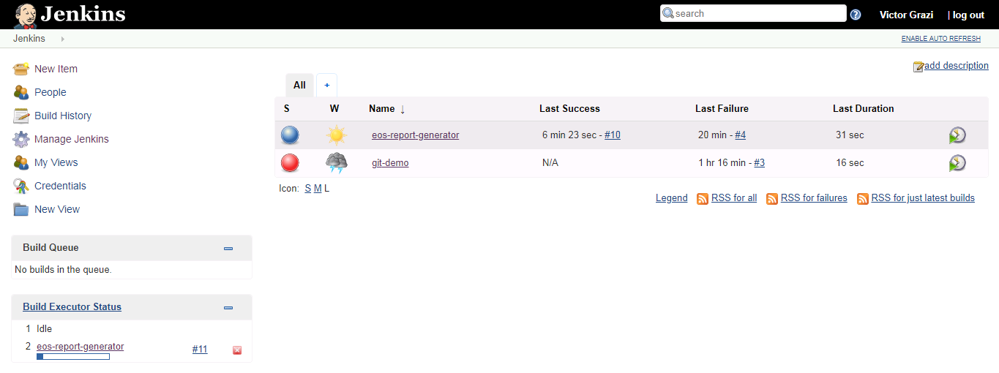 Jenkins
search
Victor Grazi | log out
Jenkins
ENABLE AUTO REFRESH
New Item
People
Build History
Manage Jenkins
My Views
Credentials
New View
Build Queue
No builds in the queue.
Build Executor Status
1 Idle
2 eos-report-generator #11
add description
All +
S W Name ↓ Last Success Last Failure Last Duration
eos-report-generator 6 min 23 sec - #10 20 min - #4 31 sec
git-demo N/A 1 hr 16 min - #3 16 sec
Icon: S M L
Legend RSS for all RSS for failures RSS for just latest builds